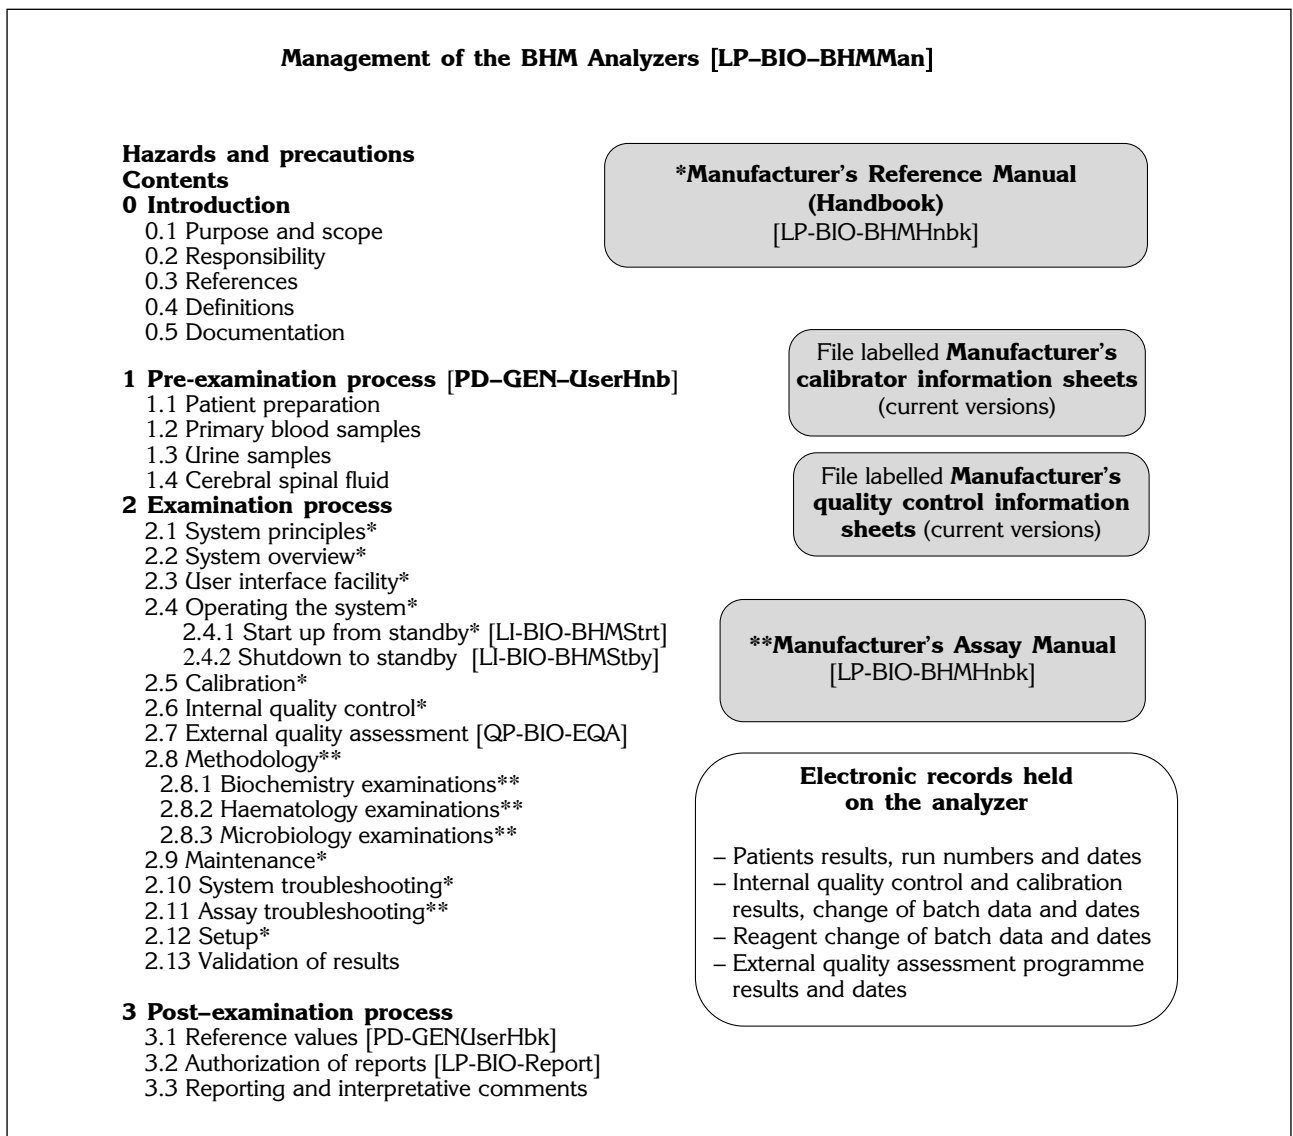 Management of the BHM Analyzers [LP–BIO–BHMMan]
Hazards and precautions
Contents
0 Introduction
0.1 Purpose and scope
0.2 Responsibility
0.3 References
0.4 Definitions
0.5 Documentation
1 Pre-examination process [PD–GEN–UserHnb]
1.1 Patient preparation
1.2 Primary blood samples
1.3 Urine samples
1.4 Cerebral spinal fluid
2 Examination process
2.1 System principles*
2.2 System overview*
2.3 User interface facility*
2.4 Operating the system*
2.4.1 Start up from standby* [LI-BIO-BHMStrt]
2.4.2 Shutdown to standby [LI-BIO-BHMStby]
2.5 Calibration*
2.6 Internal quality control*
2.7 External quality assessment [QP-BIO-EQA]
2.8 Methodology**
2.8.1 Biochemistry examinations**
2.8.2 Haematology examinations**
2.8.3 Microbiology examinations**
2.9 Maintenance*
2.10 System troubleshooting*
2.11 Assay troubleshooting**
2.12 Setup*
2.13 Validation of results
3 Post–examination process
3.1 Reference values [PD-GENUserHbk]
3.2 Authorization of reports [LP-BIO-Report]
3.3 Reporting and interpretative comments
*Manufacturer's Reference Manual
(Handbook)
[LP-BIO-BHMHnbk]
File labelled Manufacturer's
calibrator information sheets
(current versions)
File labelled Manufacturer's
quality control information
sheets (current versions)
**Manufacturer's Assay Manual
[LP-BIO-BHMHnbk]
Electronic records held
on the analyzer
– Patients results, run numbers and dates
– Internal quality control and calibration
results, change of batch data and dates
– Reagent change of batch data and dates
– External quality assessment programme
results and dates